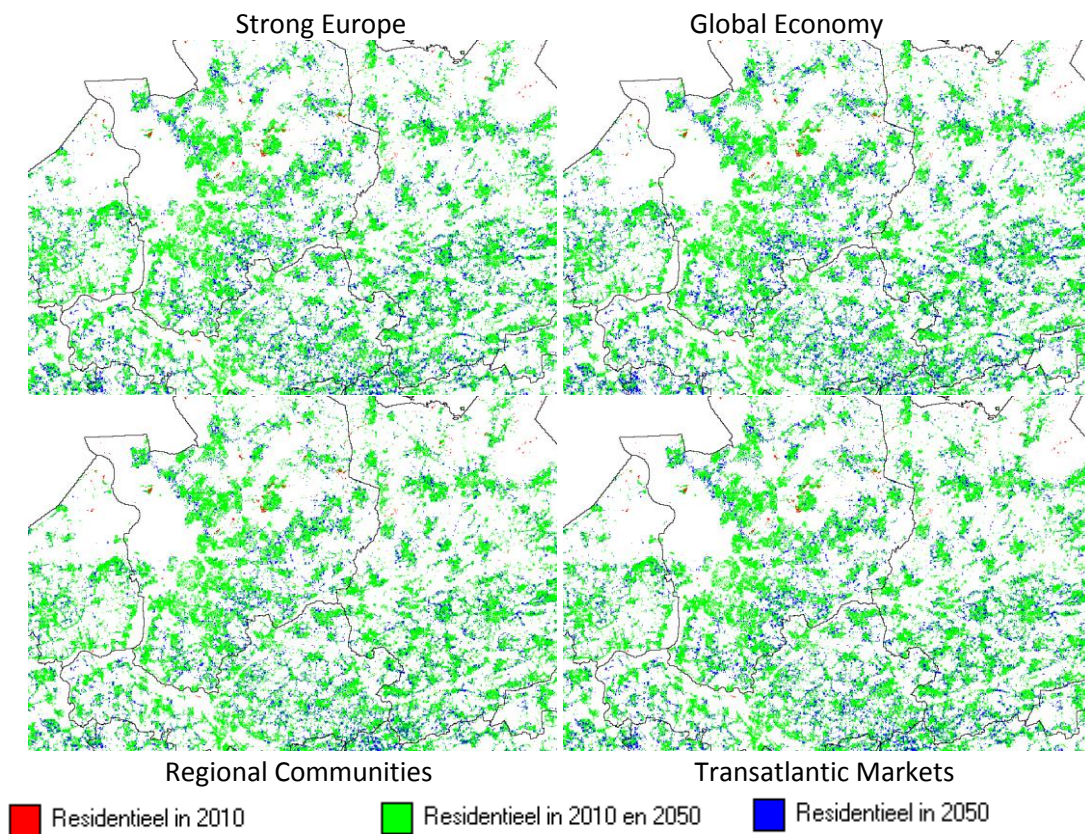 Strong Europe
Global Economy
Regional Communities
Transatlantic Markets
Residentieel in 2010
Residentieel in 2010 en 2050
Residentieel in 2050